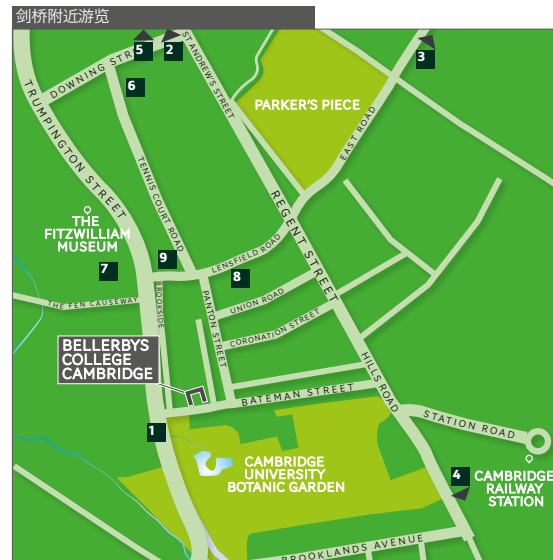 剑桥附近游览
5
2
3
DOWNING STR
ST ANDREW'S STREET
6
PARKER'S PIECE
EAST ROAD
TRUMPINGTON STREET
TENNIS COURT ROAD
REGENT STREET
THE
FITZWILLIAM
MUSEUM
7
9
LENSFIELD ROAD
8
THE FEN CAUSEWAY
BROOKSIDE
PANTON STREET
UNION ROAD
CORONATION STREET
BELLERBYS
COLLEGE
CAMBRIDGE
HILLS ROAD
BATEMAN STREET
STATION ROAD
1
CAMBRIDGE
UNIVERSITY
BOTANIC GARDEN
4
CAMBRIDGE
RAILWAY
STATION
BROOKLANDS AVENUE